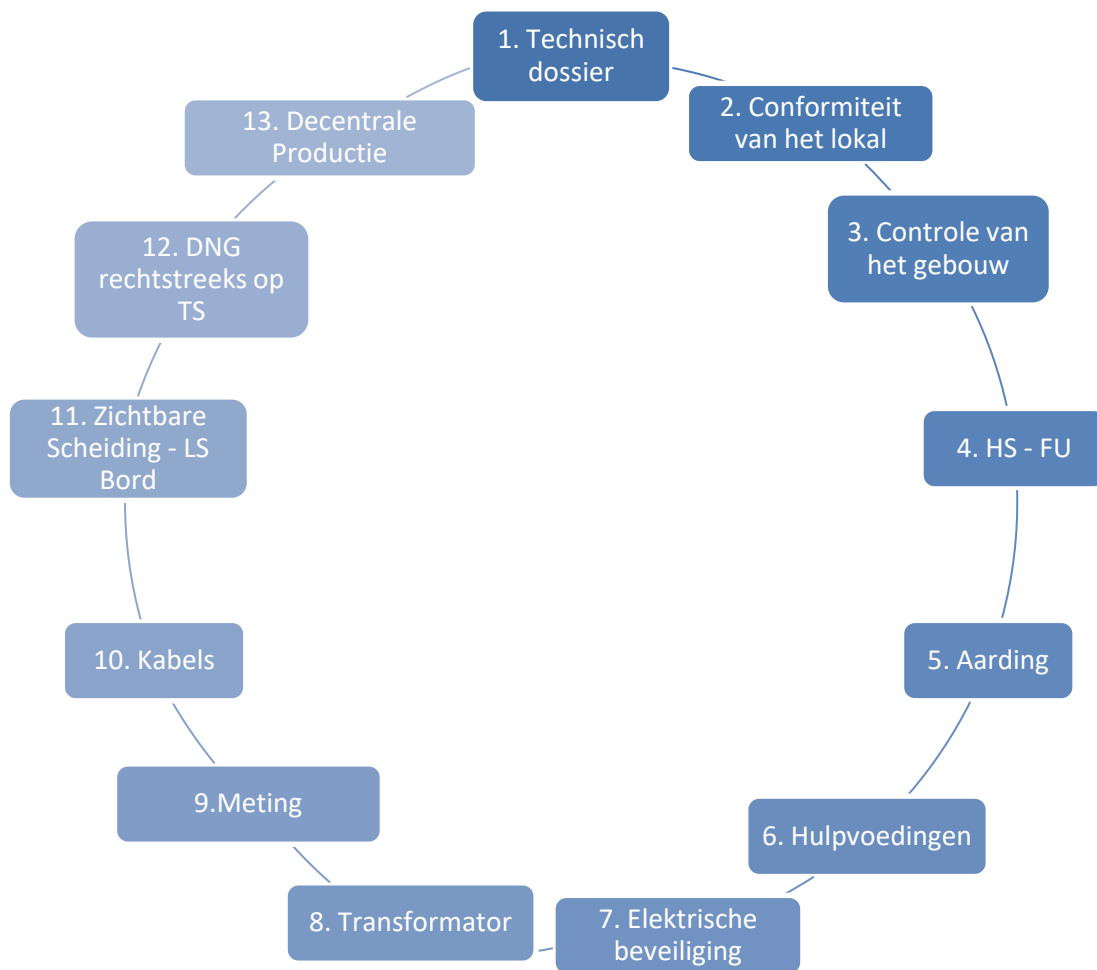 1. Technisch
dossier
2. Conformiteit
van het lokal
3. Controle van
het gebouw
4. HS - FU
5. Aarding
6. Hulpvoedingen
7. Elektrische
beveiliging
8. Transformator
9.Meting
10. Kabels
11. Zichtbare
Scheiding - LS
Bord
12. DNG
rechtstreeks op
TS
13. Decentrale
Productie